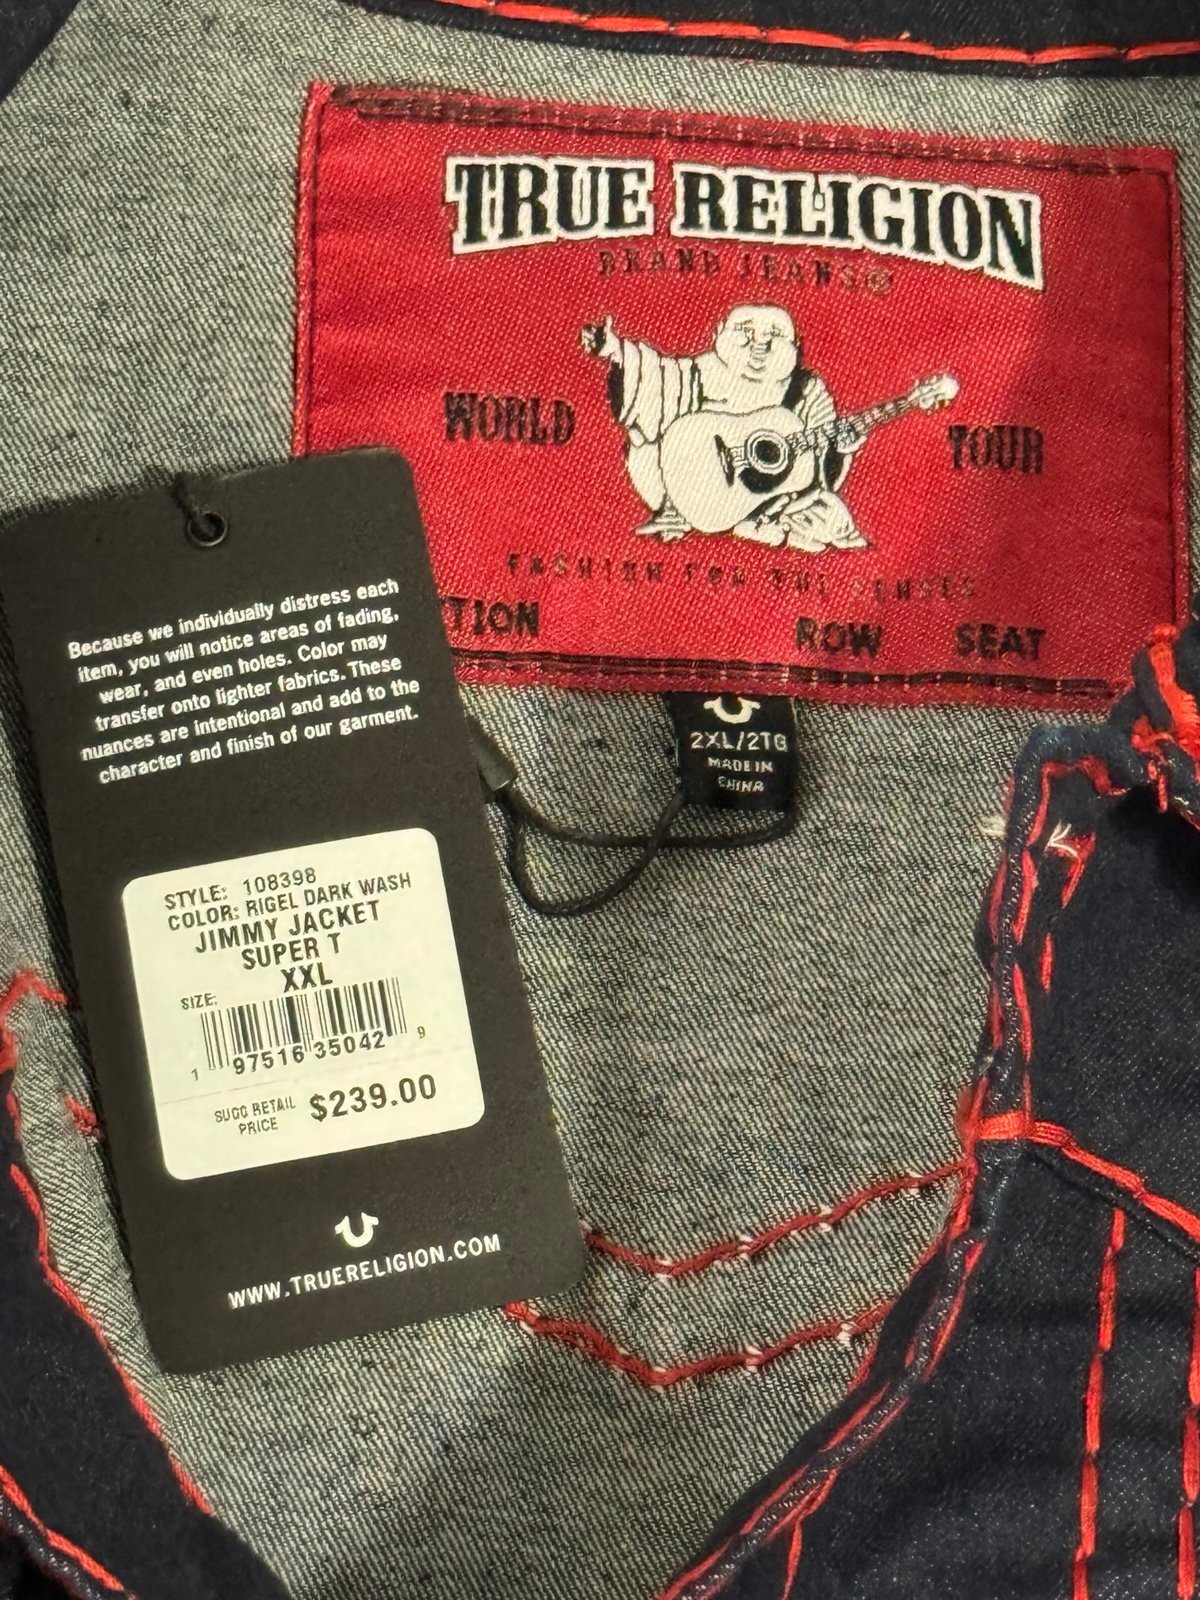 TRUE RELIGION
BRAND JEANS®
WORLD TOUR
FASHION FOR THE SENSES
TION ROW SEAT
2XL/2TG
MADE IN
CHINA
Because we individually distress each
item, you will notice areas of fading,
wear, and even holes. Color may
transfer onto lighter fabrics. These
nuances are intentional and add to the
character and finish of our garment.
STYLE: 108398
COLOR: RIGEL DARK WASH
JIMMY JACKET
SUPER T
XXL
SIZE:
1 97516 35042 9
SUGG RETAIL
PRICE $239.00
WWW.TRUERELIGION.COM